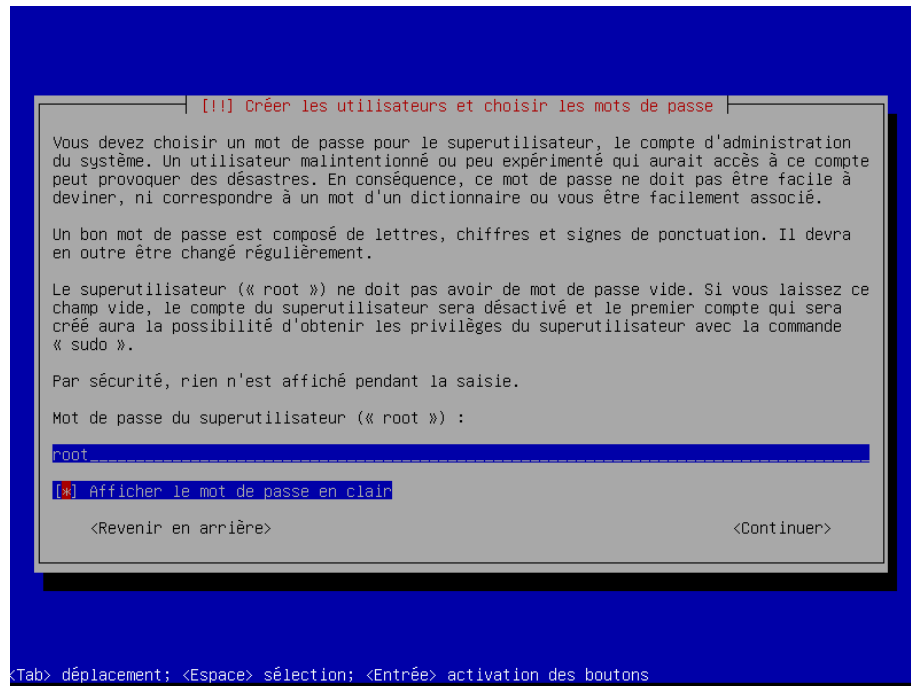 [!!] Créer les utilisateurs et choisir les mots de passe
Vous devez choisir un mot de passe pour le superutilisateur, le compte d'administration
du système. Un utilisateur malintentionné ou peu expérimenté qui aurait accès à ce compte
peut provoquer des désastres. En conséquence, ce mot de passe ne doit pas être facile à
deviner, ni correspondre à un mot d'un dictionnaire ou vous être facilement associé.
Un bon mot de passe est composé de lettres, chiffres et signes de ponctuation. Il devra
en outre être changé régulièrement.
Le superutilisateur (« root ») ne doit pas avoir de mot de passe vide. Si vous laissez ce
champ vide, le compte du superutilisateur sera désactivé et le premier compte qui sera
créé aura la possibilité d'obtenir les privilèges du superutilisateur avec la commande
« sudo ».
Par sécurité, rien n'est affiché pendant la saisie.
Mot de passe du superutilisateur (« root ») :
root
[*] Afficher le mot de passe en clair
<Revenir en arrière> <Continuer>
<Tab> déplacement; <Espace> sélection; <Entrée> activation des boutons